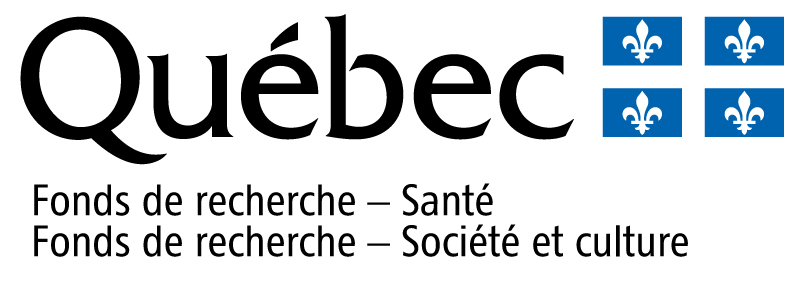 Québec
Fonds de recherche – Santé
Fonds de recherche – Société et culture